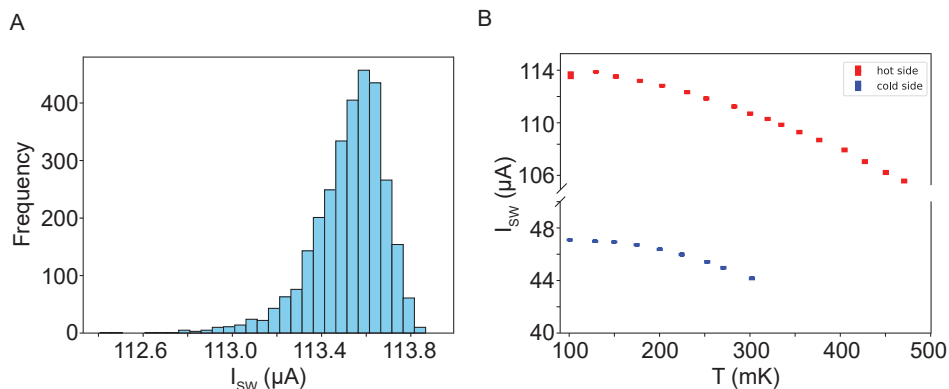 A
B
400
300
200
100
0
Frequency
112.6
113.0
113.4
113.8
I_SW (µA)
114
110
106
48
44
40
I_SW (µA)
hot side
cold side
100
200
300
400
500
T (mK)